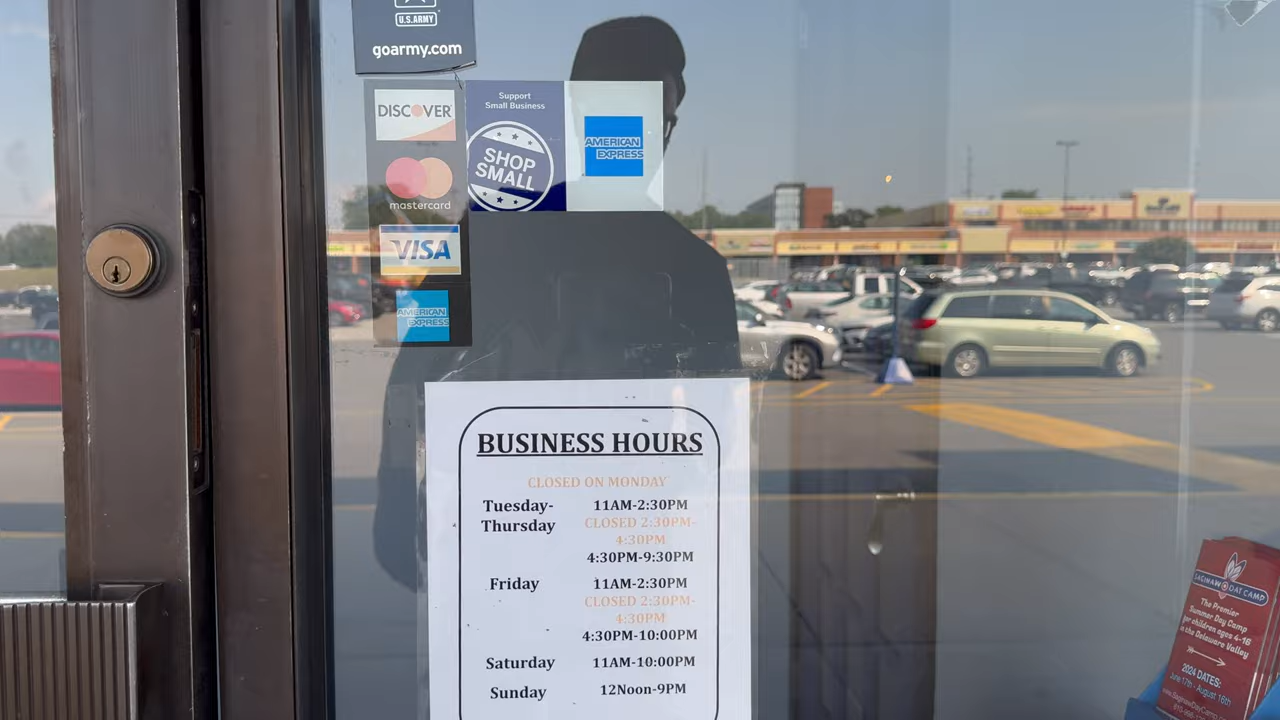 U.S.ARMY
goarmy.com
DISCOVER
mastercard
VISA
AMERICAN
EXPRESS
Support
Small Business
SHOP
SMALL
AMERICAN
EXPRESS
BUSINESS HOURS
CLOSED ON MONDAY
Tuesday-
Thursday
11AM-2:30PM
CLOSED 2:30PM-
4:30PM
4:30PM-9:30PM
Friday
11AM-2:30PM
CLOSED 2:30PM-
4:30PM
4:30PM-10:00PM
Saturday
11AM-10:00PM
Sunday
12Noon-9PM
SAGINAW DAY CAMP
The Premier
Summer Day Camp
for children ages 4-16
in the Delaware Valley
2024 DATES:
June 17th - August 16th